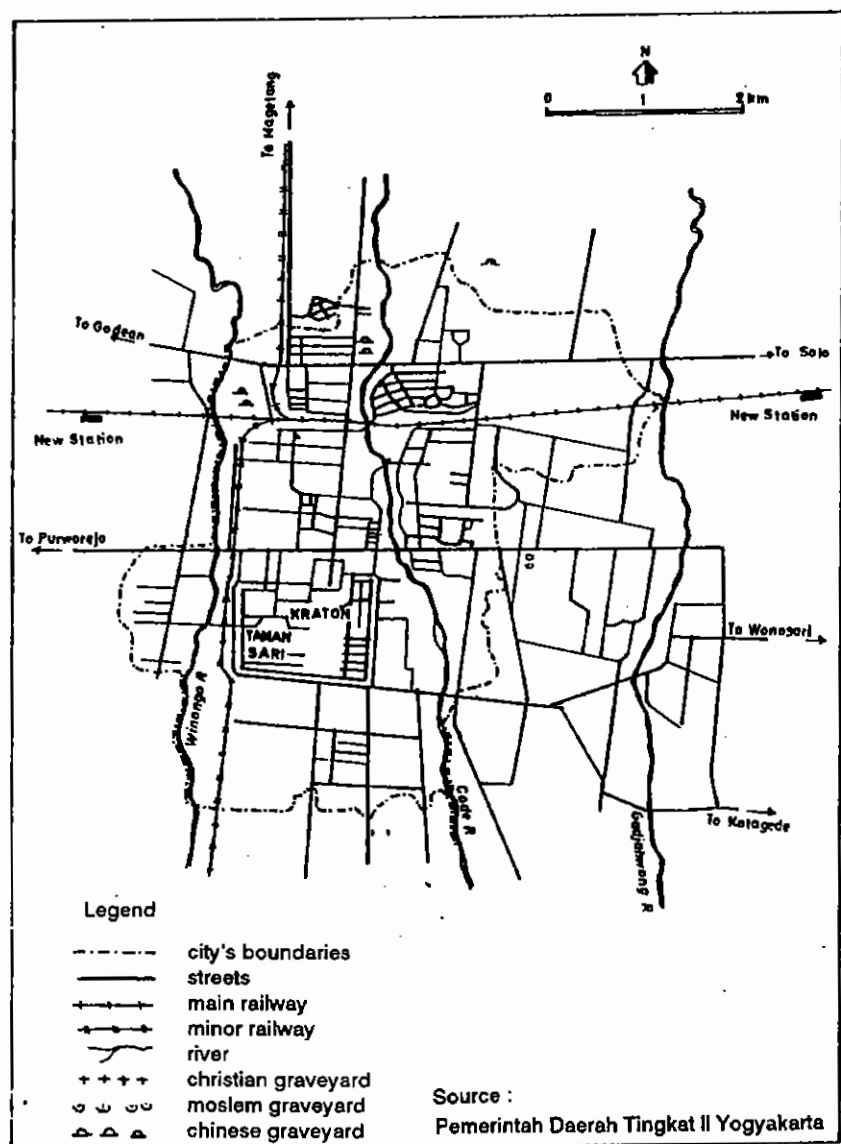 N
0 1 2 km
To Magelang
To Godean
To Solo
New Station
New Station
To Purworejo
KRATON
TAMAN
SARI
To Wonosari
Winongo R
Code R
To Kotagede
Gadjahwong R
Legend
city's boundaries
streets
main railway
minor railway
river
christian graveyard
moslem graveyard
chinese graveyard
Source :
Pemerintah Daerah Tingkat II Yogyakarta